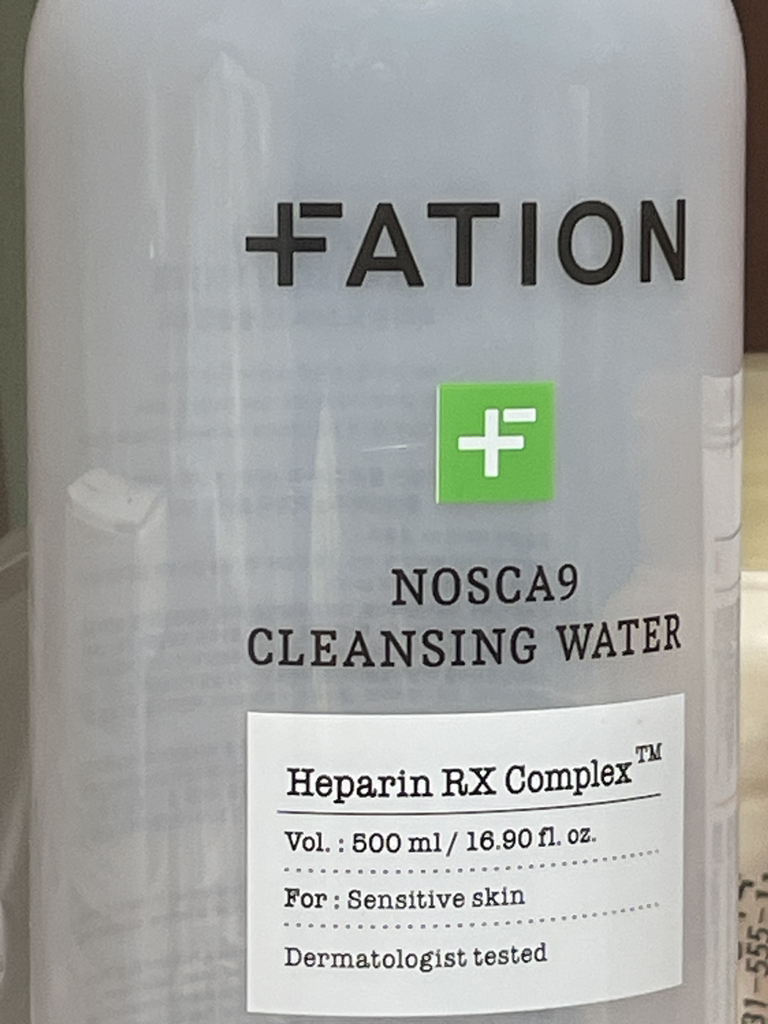 FATION
NOSCA9
CLEANSING WATER
Heparin RX Complex™
Vol. : 500 ml / 16.90 fl. oz.
For : Sensitive skin
Dermatologist tested